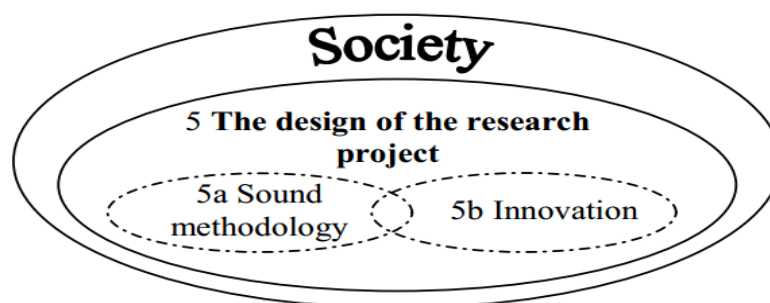 Society
5 The design of the research
project
5a Sound
methodology
5b Innovation